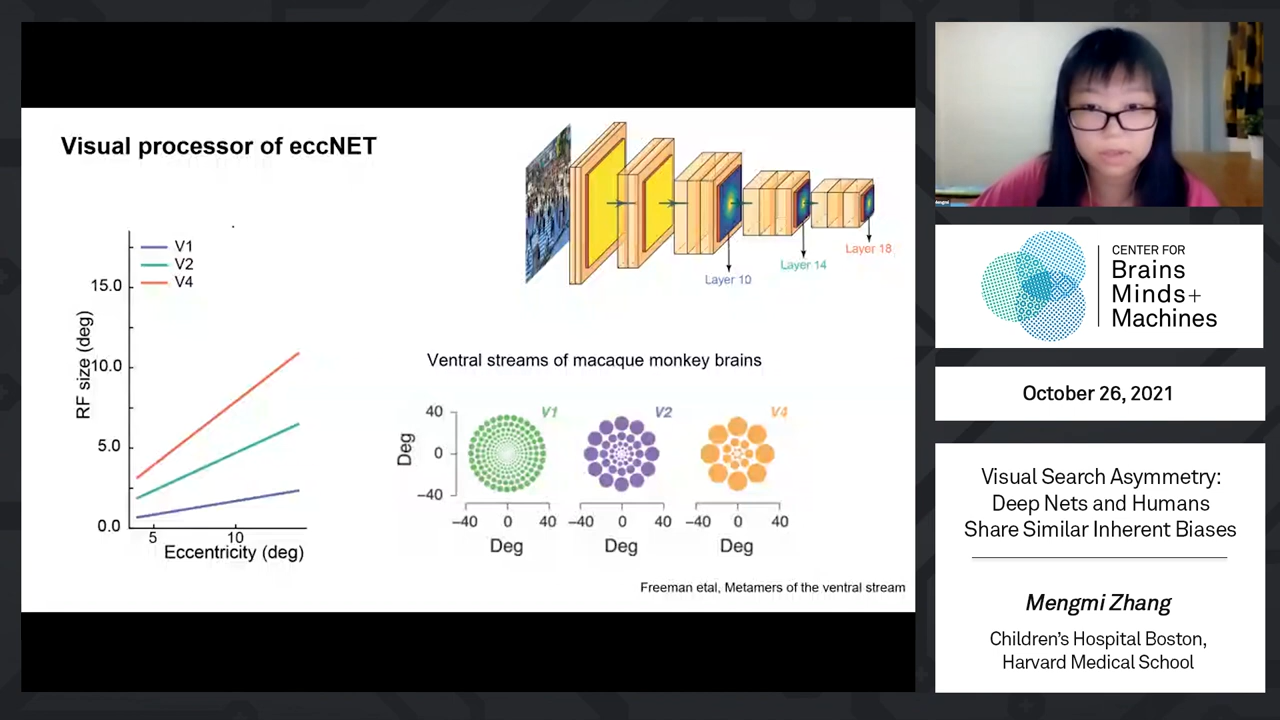 Visual processor of eccNET
V1
V2
V4
15.0
10.0
5.0
0.0
RF size (deg)
5
10
Eccentricity (deg)
Layer 10
Layer 14
Layer 18
Ventral streams of macaque monkey brains
V1
V2
V4
40
0
−40
Deg
−40 0 40
−40 0 40
−40 0 40
Deg
Deg
Deg
Freeman etal, Metamers of the ventral stream
CENTER FOR
Brains
Minds+
Machines
October 26, 2021
Visual Search Asymmetry:
Deep Nets and Humans
Share Similar Inherent Biases
Mengmi Zhang
Children's Hospital Boston,
Harvard Medical School